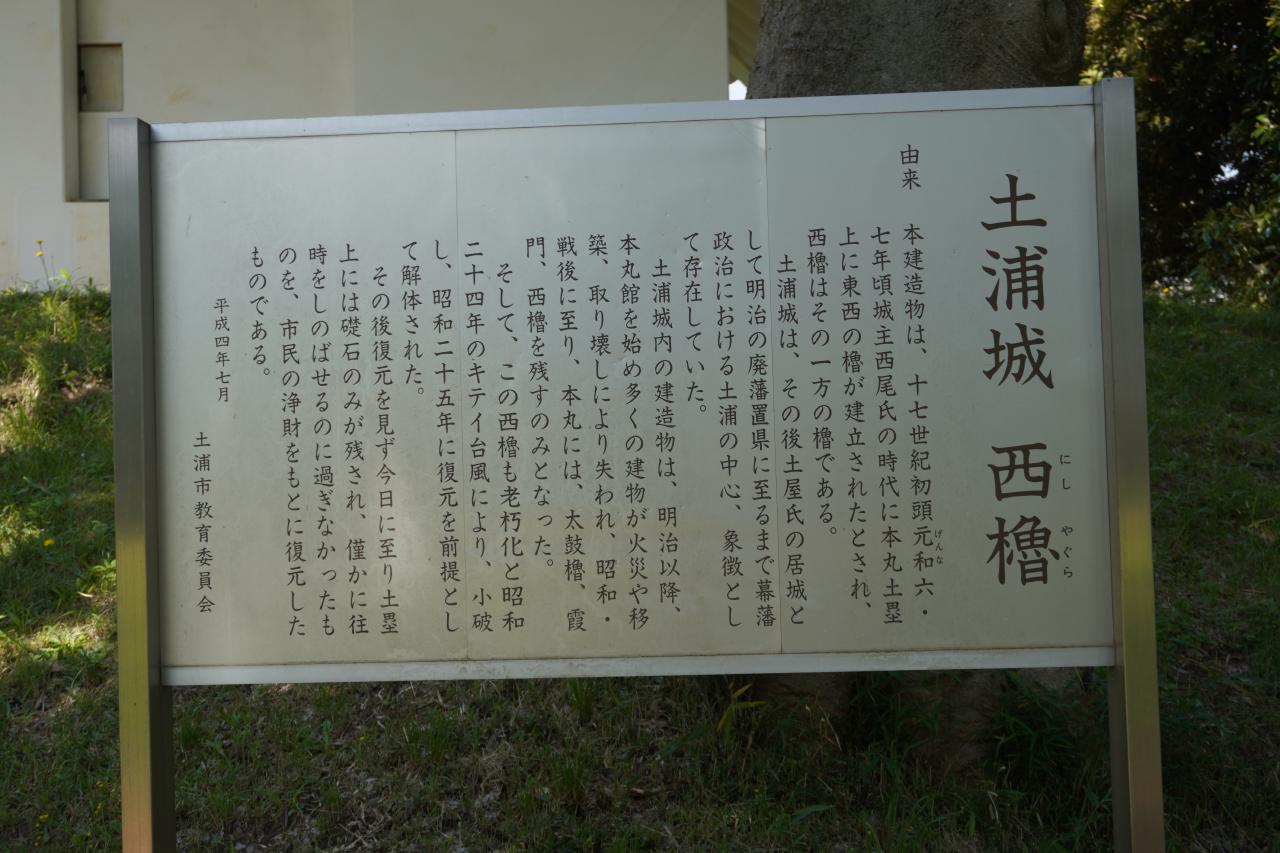 土浦城 西櫓
にし やぐら
由来 本建造物は、十七世紀初頭元和六・
げんな
七年頃城主西尾氏の時代に本丸土塁
上に東西の櫓が建立されたとされ、
西櫓はその一方の櫓である。
土浦城は、その後土屋氏の居城と
して明治の廃藩置県に至るまで幕藩
政治における土浦の中心、象徴とし
て存在していた。
土浦城内の建造物は、明治以降、
本丸館を始め多くの建物が火災や移
築、取り壊しにより失われ、昭和・
戦後に至り、本丸には、太鼓櫓、霞
門、西櫓を残すのみとなった。
そして、この西櫓も老朽化と昭和
二十四年のキテイ台風により、小破
し、昭和二十五年に復元を前提とし
て解体された。
その後復元を見ず今日に至り土塁
上には礎石のみが残され、僅かに往
時をしのばせるのに過ぎなかったも
のを、市民の浄財をもとに復元した
ものである。
平成四年七月
土浦市教育委員会